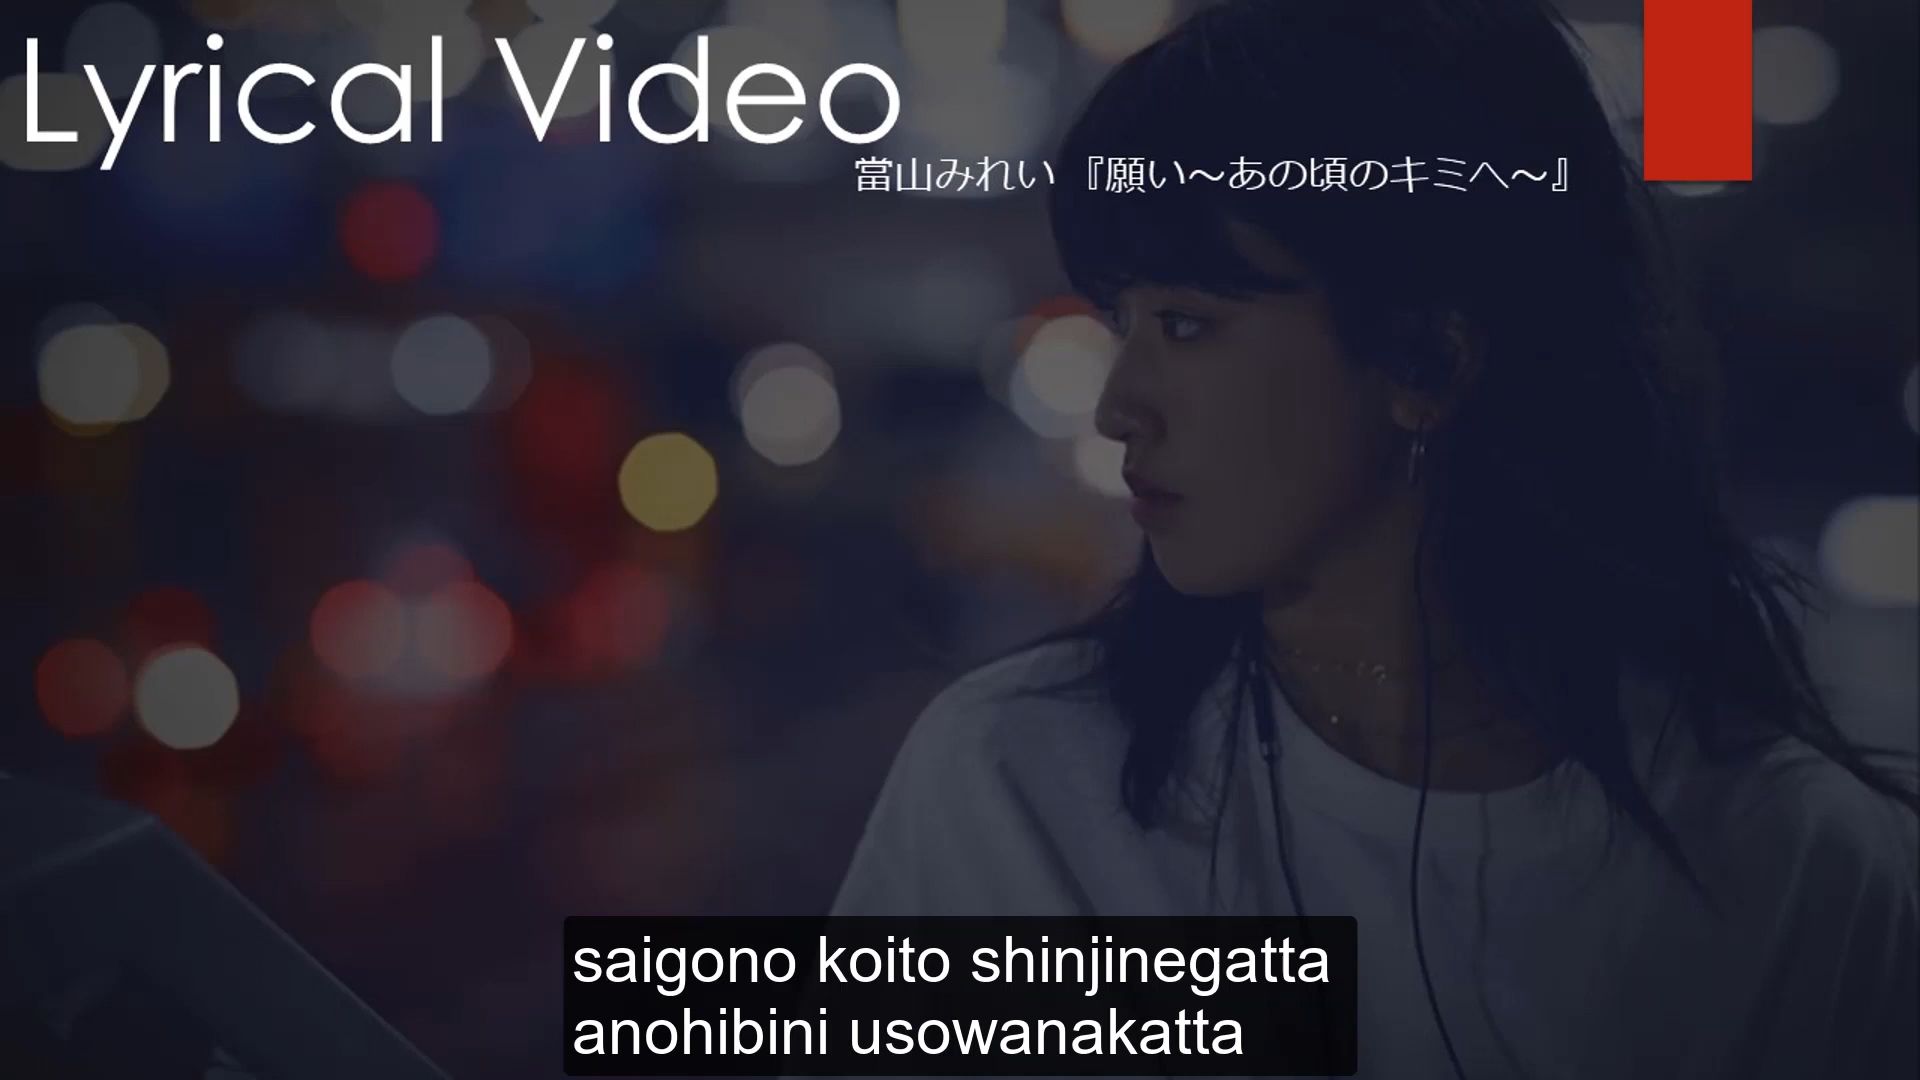 Lyrical Video
當山みれい『願い～あの頃のキミへ～』
saigono koito shinjinegatta
anohibini usowanakatta